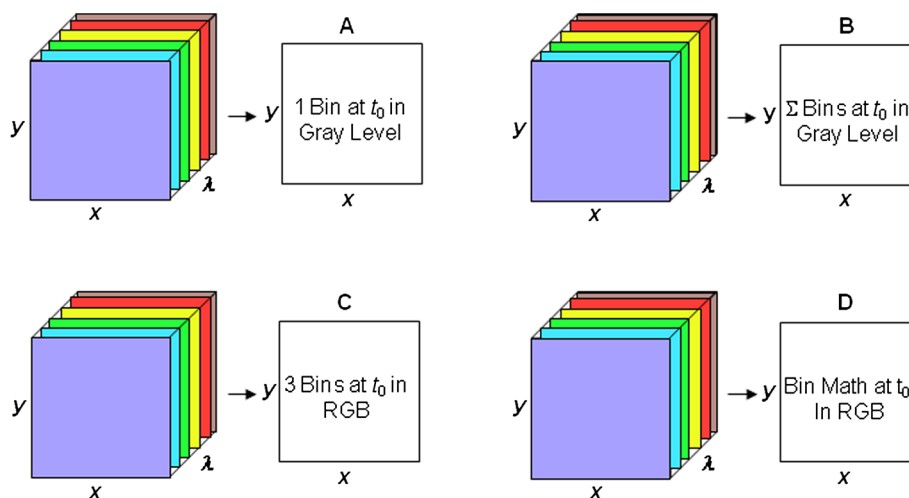 A
y
x
λ
y
1 Bin at t0 in
Gray Level
x
B
y
x
λ
y
Σ Bins at t0 in
Gray Level
x
C
y
x
λ
y
3 Bins at t0 in
RGB
x
D
y
x
λ
y
Bin Math at t0
In RGB
x